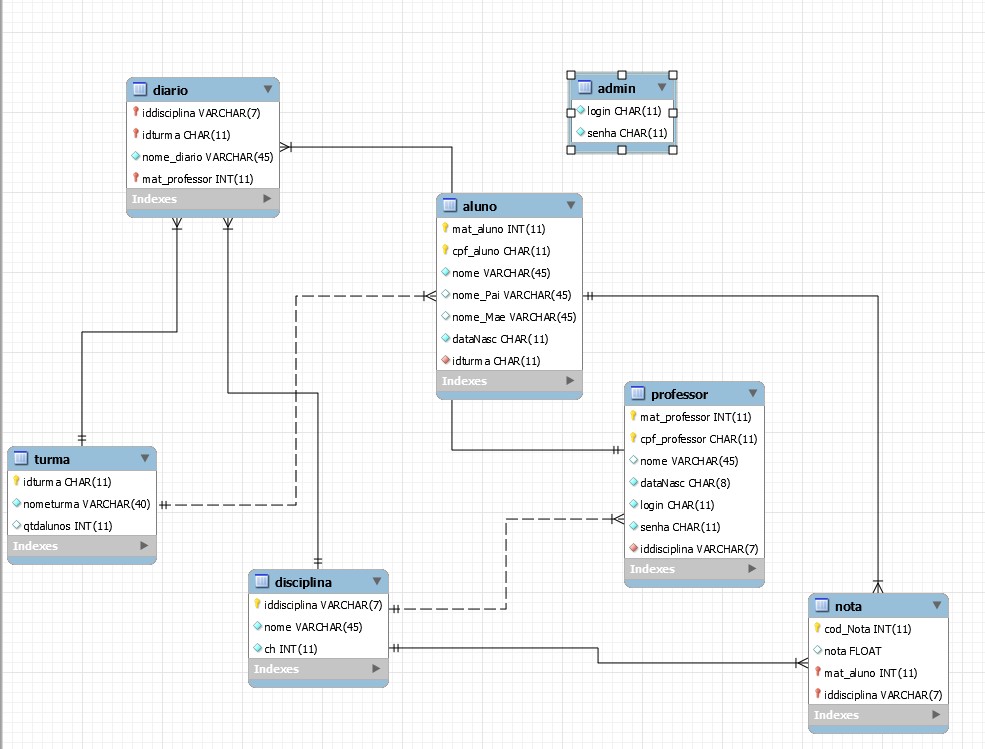 diario
iddisciplina VARCHAR(7)
idturma CHAR(11)
nome_diario VARCHAR(45)
mat_professor INT(11)
Indexes
admin
login CHAR(11)
senha CHAR(11)
aluno
mat_aluno INT(11)
cpf_aluno CHAR(11)
nome VARCHAR(45)
nome_Pai VARCHAR(45)
nome_Mae VARCHAR(45)
dataNasc CHAR(11)
idturma CHAR(11)
Indexes
professor
mat_professor INT(11)
cpf_professor CHAR(11)
nome VARCHAR(45)
dataNasc CHAR(8)
login CHAR(11)
senha CHAR(11)
iddisciplina VARCHAR(7)
Indexes
turma
idturma CHAR(11)
nometurma VARCHAR(40)
qtdalunos INT(11)
Indexes
disciplina
iddisciplina VARCHAR(7)
nome VARCHAR(45)
ch INT(11)
Indexes
nota
cod_Nota INT(11)
nota FLOAT
mat_aluno INT(11)
iddisciplina VARCHAR(7)
Indexes